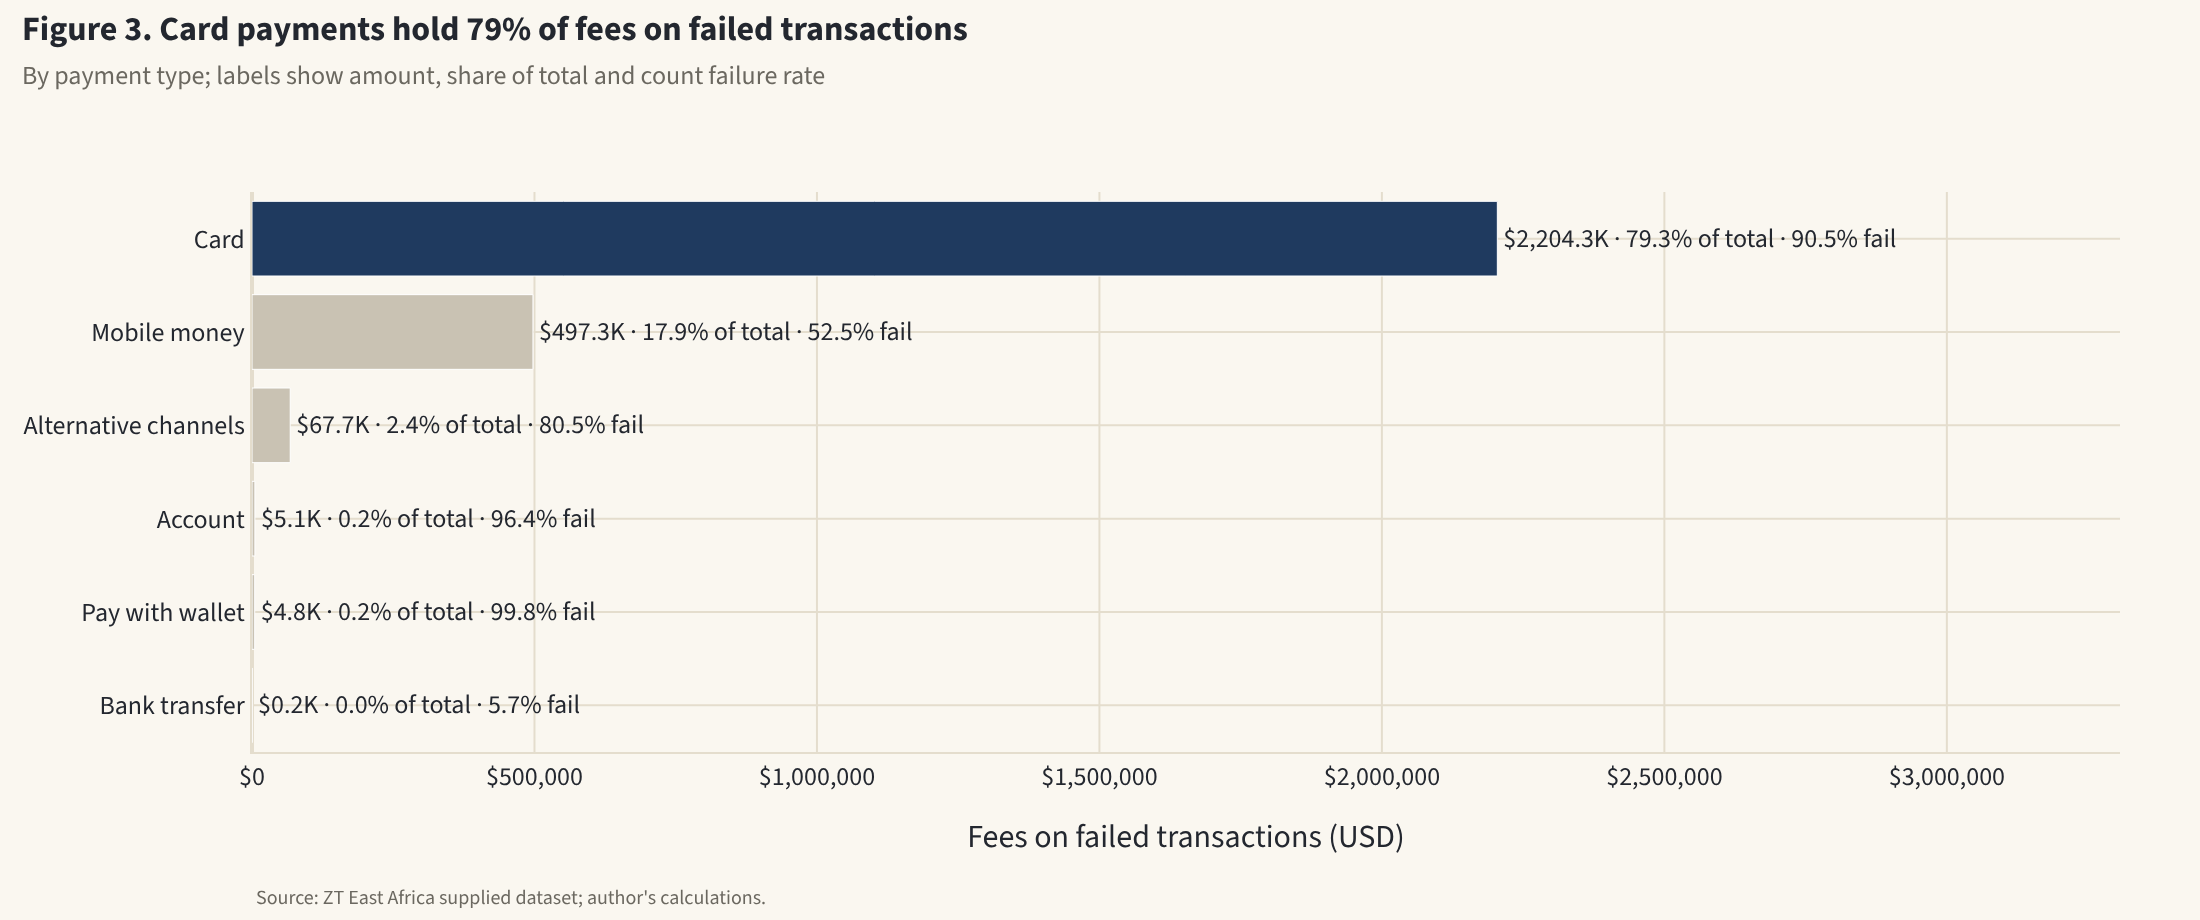 Figure 3. Card payments hold 79% of fees on failed transactions
By payment type; labels show amount, share of total and count failure rate
Card $2,204.3K · 79.3% of total · 90.5% fail
Mobile money $497.3K · 17.9% of total · 52.5% fail
Alternative channels $67.7K · 2.4% of total · 80.5% fail
Account $5.1K · 0.2% of total · 96.4% fail
Pay with wallet $4.8K · 0.2% of total · 99.8% fail
Bank transfer $0.2K · 0.0% of total · 5.7% fail
$0 $500,000 $1,000,000 $1,500,000 $2,000,000 $2,500,000 $3,000,000
Fees on failed transactions (USD)
Source: ZT East Africa supplied dataset; author's calculations.